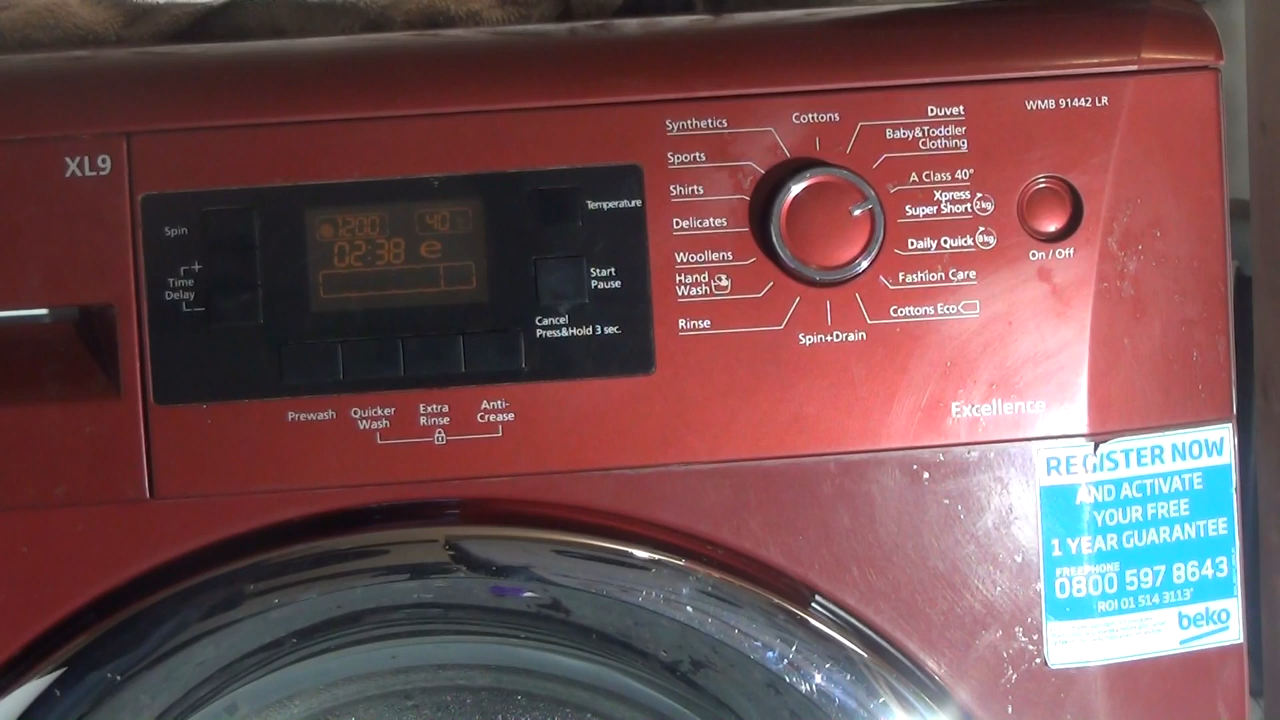 XL9
Spin
+
Time
Delay
-
1200 40
02:38 e
Temperature
Start
Pause
Cancel
Press&Hold 3 sec.
Prewash
Quicker
Wash
Extra
Rinse
Anti-
Crease
Synthetics
Sports
Shirts
Delicates
Woollens
Hand
Wash
Rinse
Cottons
Spin+Drain
Duvet
Baby&Toddler
Clothing
A Class 40°
Xpress
Super Short 2kg
Daily Quick 8kg
Fashion Care
Cottons Eco
WMB 91442 LR
On / Off
Excellence
REGISTER NOW
AND ACTIVATE
YOUR FREE
1 YEAR GUARANTEE
FREEPHONE
0800 597 8643
ROI 01 514 3113*
beko